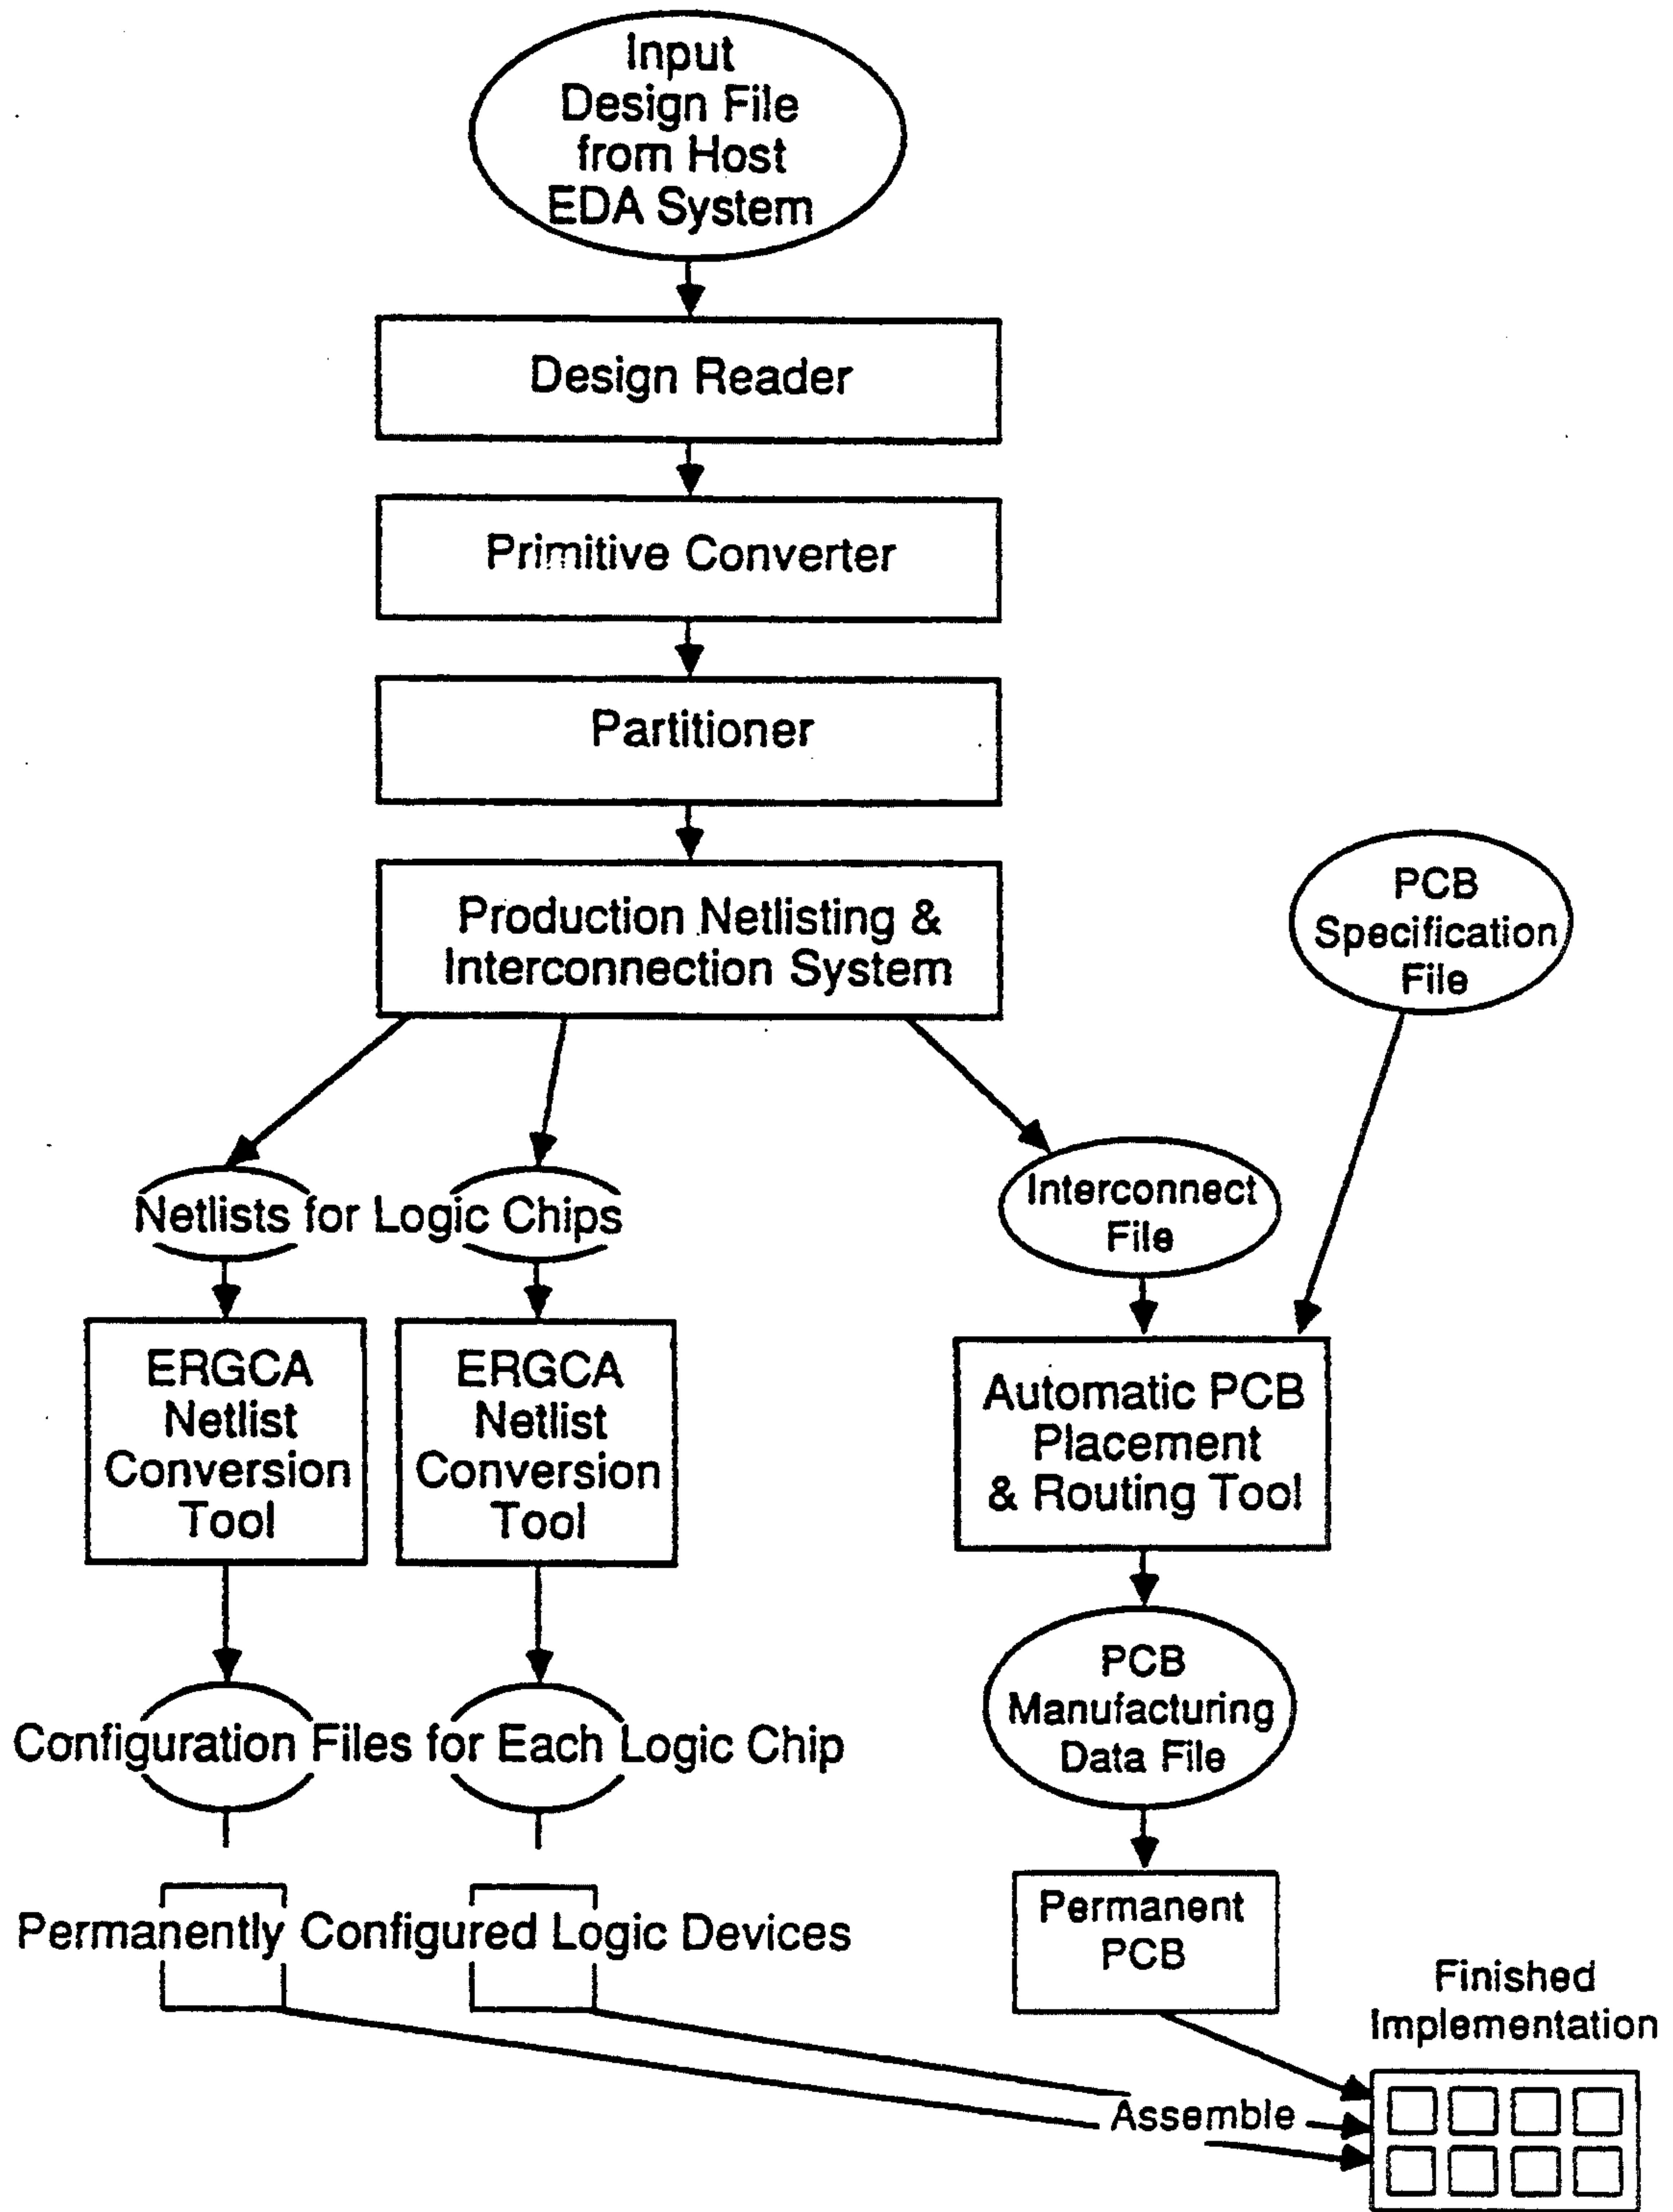 Input
Design File
from Host
EDA System
Design Reader
Primitive Converter
Partitioner
Production Netlisting &
Interconnection System
PCB
Specification
File
Netlists for Logic Chips
Interconnect
File
ERGCA
Netlist
Conversion
Tool
ERGCA
Netlist
Conversion
Tool
Automatic PCB
Placement
& Routing Tool
Configuration Files for Each Logic Chip
PCB
Manufacturing
Data File
Permanently Configured Logic Devices
Permanent
PCB
Finished
Implementation
Assemble